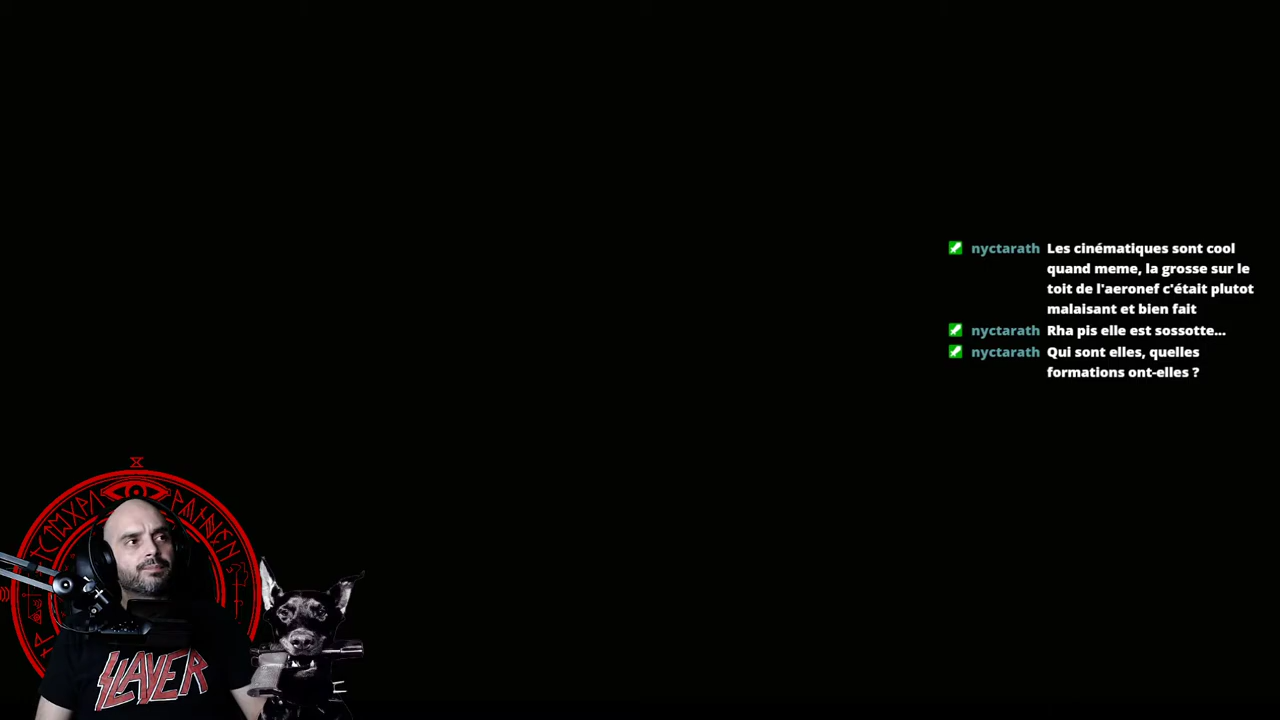 nyctarath Les cinématiques sont cool
quand meme, la grosse sur le
toit de l'aeronef c'était plutot
malaisant et bien fait
nyctarath Rha pis elle est sossotte...
nyctarath Qui sont elles, quelles
formations ont-elles ?
SLAYER